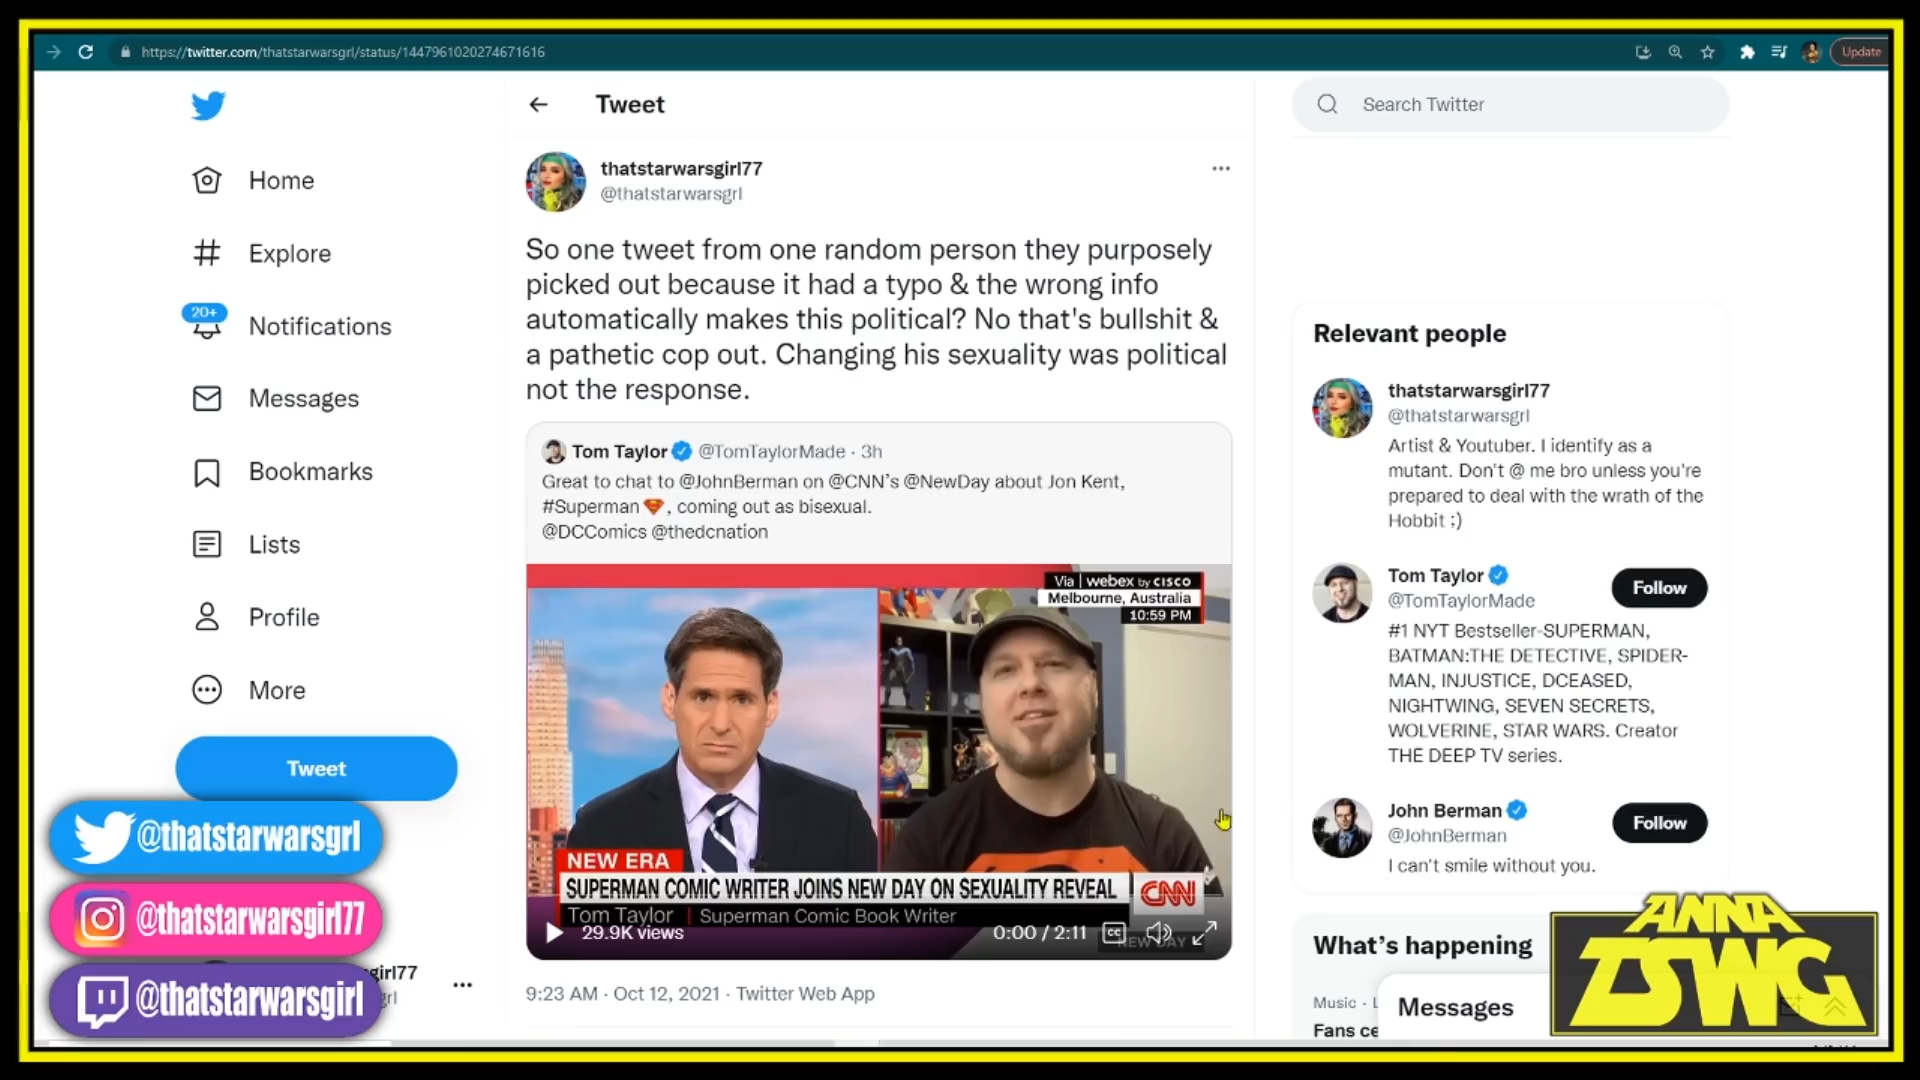 https://twitter.com/thatstarwarsgrl/status/1447961020274671616
Update
Home
Explore
20+
Notifications
Messages
Bookmarks
Lists
Profile
More
Tweet
@thatstarwarsgrl
@thatstarwarsgirl77
@thatstarwarsgirl
Tweet
thatstarwarsgirl77
@thatstarwarsgrl
So one tweet from one random person they purposely
picked out because it had a typo & the wrong info
automatically makes this political? No that's bullshit &
a pathetic cop out. Changing his sexuality was political
not the response.
Tom Taylor @TomTaylorMade · 3h
Great to chat to @JohnBerman on @CNN's @NewDay about Jon Kent,
#Superman , coming out as bisexual.
@DCComics @thedcnation
Via | webex by CISCO
Melbourne, Australia
10:59 PM
NEW ERA
SUPERMAN COMIC WRITER JOINS NEW DAY ON SEXUALITY REVEAL
CNN
Tom Taylor | Superman Comic Book Writer
29.9K views
0:00 / 2:11
CC
NEW DAY
9:23 AM · Oct 12, 2021 · Twitter Web App
Search Twitter
Relevant people
thatstarwarsgirl77
@thatstarwarsgrl
Artist & Youtuber. I identify as a
mutant. Don't @ me bro unless you're
prepared to deal with the wrath of the
Hobbit ;)
Tom Taylor
@TomTaylorMade
Follow
#1 NYT Bestseller-SUPERMAN,
BATMAN:THE DETECTIVE, SPIDER-
MAN, INJUSTICE, DCEASED,
NIGHTWING, SEVEN SECRETS,
WOLVERINE, STAR WARS. Creator
THE DEEP TV series.
John Berman
@JohnBerman
Follow
I can't smile without you.
What's happening
Music ·
Fans
Messages
ANNA
TSWG